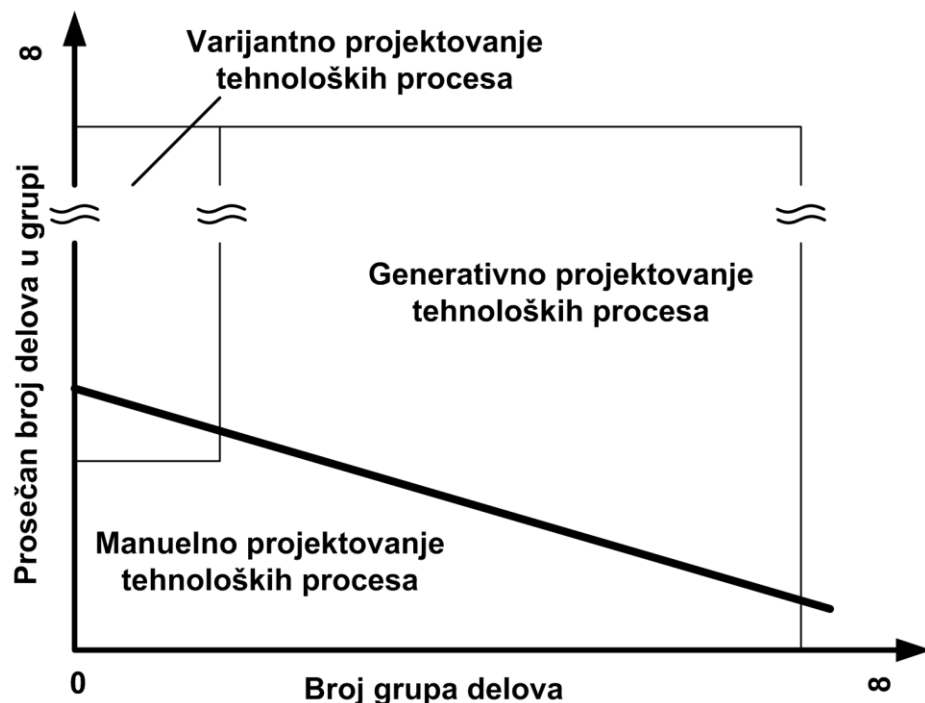 8
Varijantno projektovanje
tehnoloških procesa
Prosečan broj delova u grupi
Generativno projektovanje
tehnoloških procesa
Manuelno projektovanje
tehnoloških procesa
0
Broj grupa delova
∞